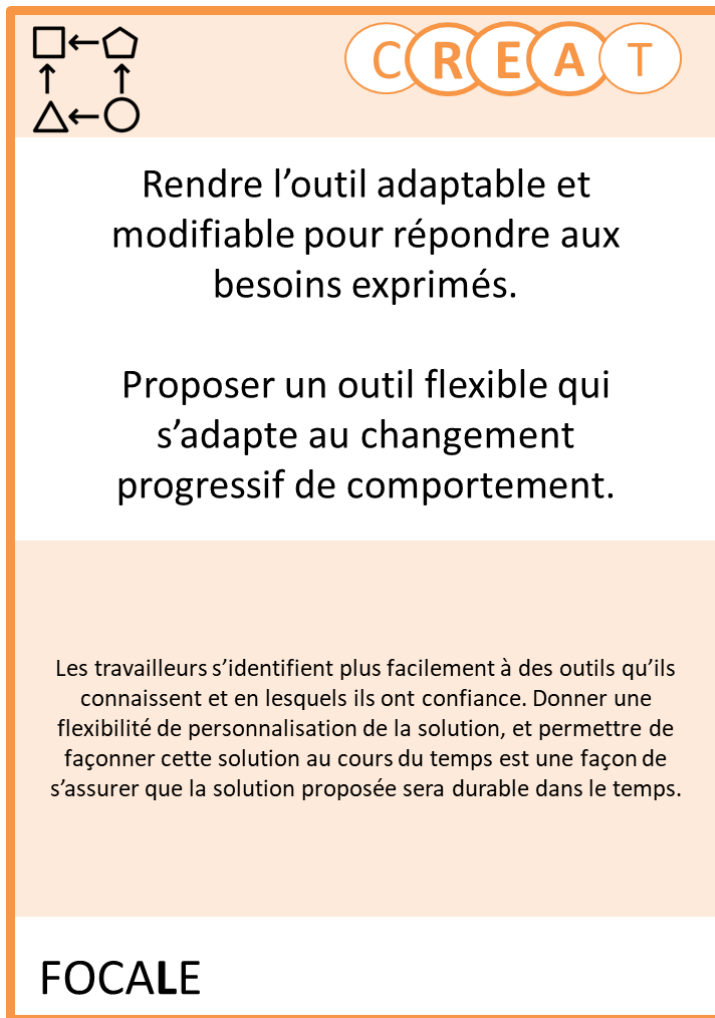 CREAT
Rendre l’outil adaptable et
modifiable pour répondre aux
besoins exprimés.
Proposer un outil flexible qui
s’adapte au changement
progressif de comportement.
Les travailleurs s’identifient plus facilement à des outils qu’ils
connaissent et en lesquels ils ont confiance. Donner une
flexibilité de personnalisation de la solution, et permettre de
façonner cette solution au cours du temps est une façon de
s’assurer que la solution proposée sera durable dans le temps.
FOCALE